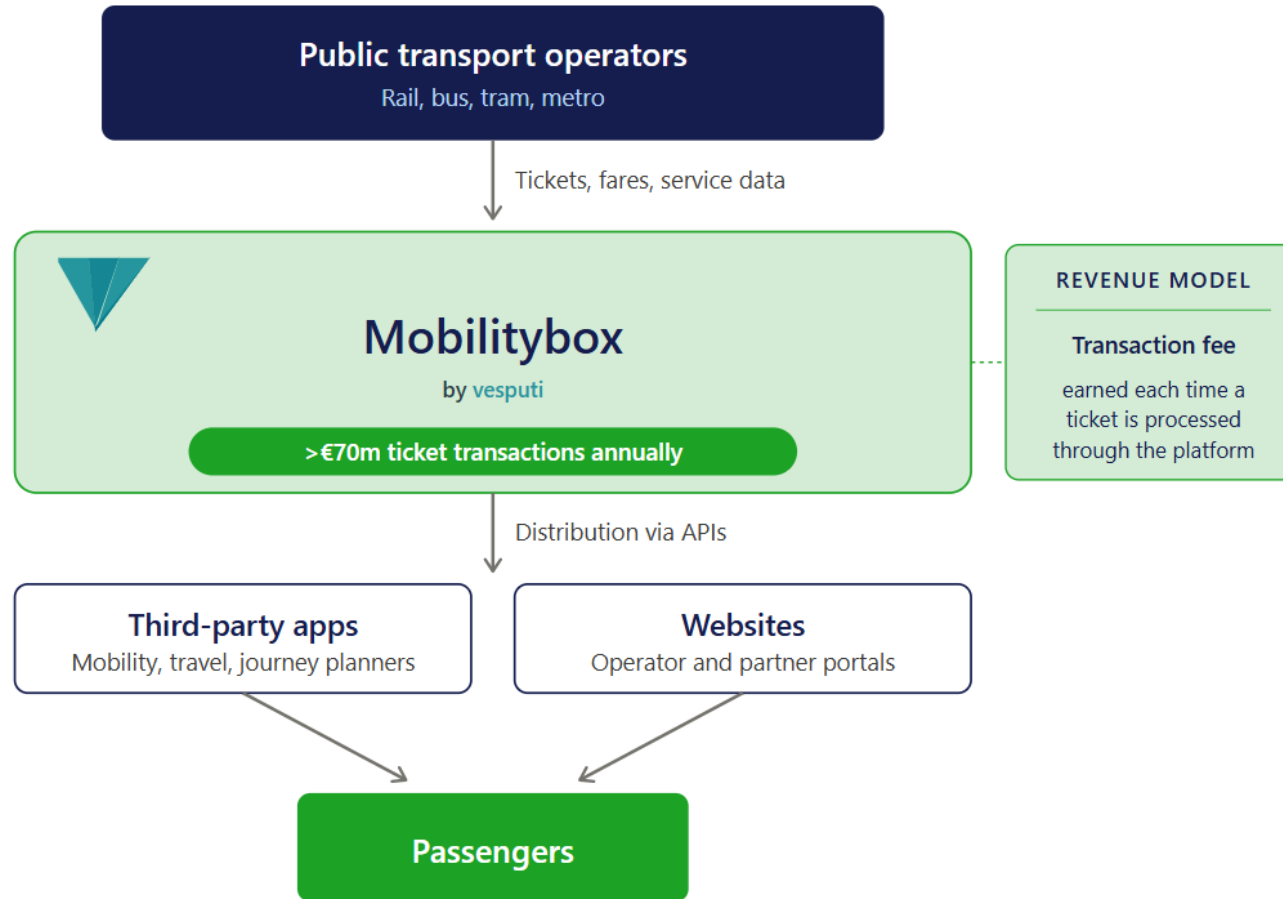 Public transport operators
Rail, bus, tram, metro
Tickets, fares, service data
Mobilitybox
by vesputi
>€70m ticket transactions annually
REVENUE MODEL
Transaction fee
earned each time a
ticket is processed
through the platform
Distribution via APIs
Third-party apps
Mobility, travel, journey planners
Websites
Operator and partner portals
Passengers